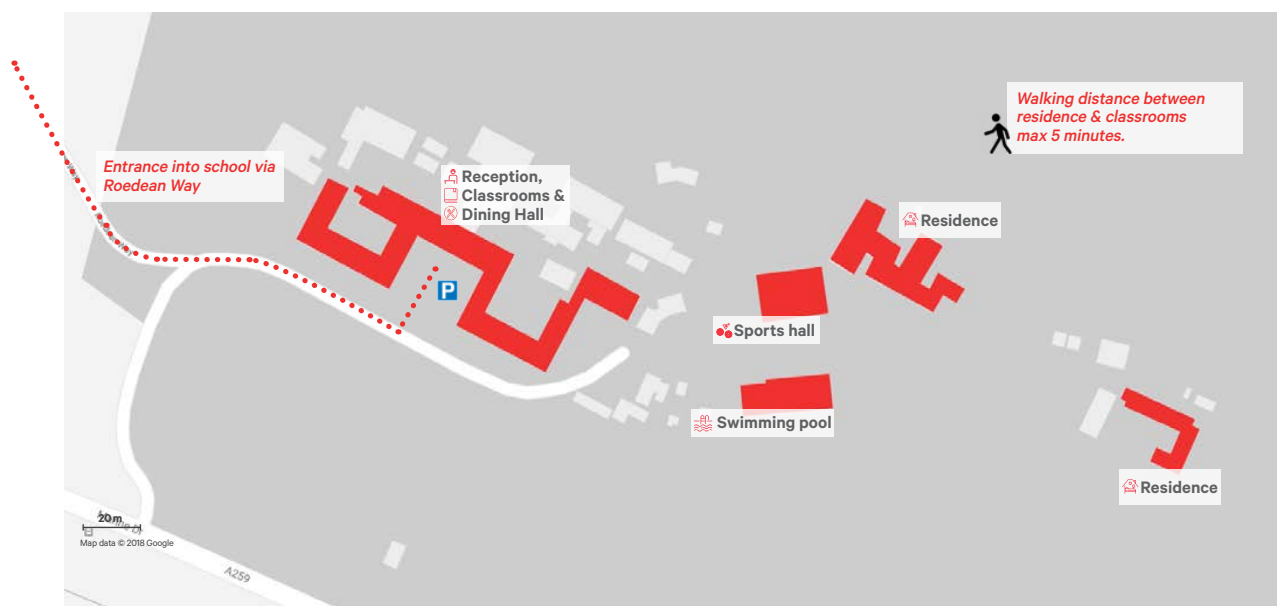 Walking distance between
residence & classrooms
max 5 minutes.
Entrance into school via
Roedean Way
Reception,
Classrooms &
Dining Hall
Residence
P
Sports hall
Swimming pool
Residence
20 m
Map data © 2018 Google
A259